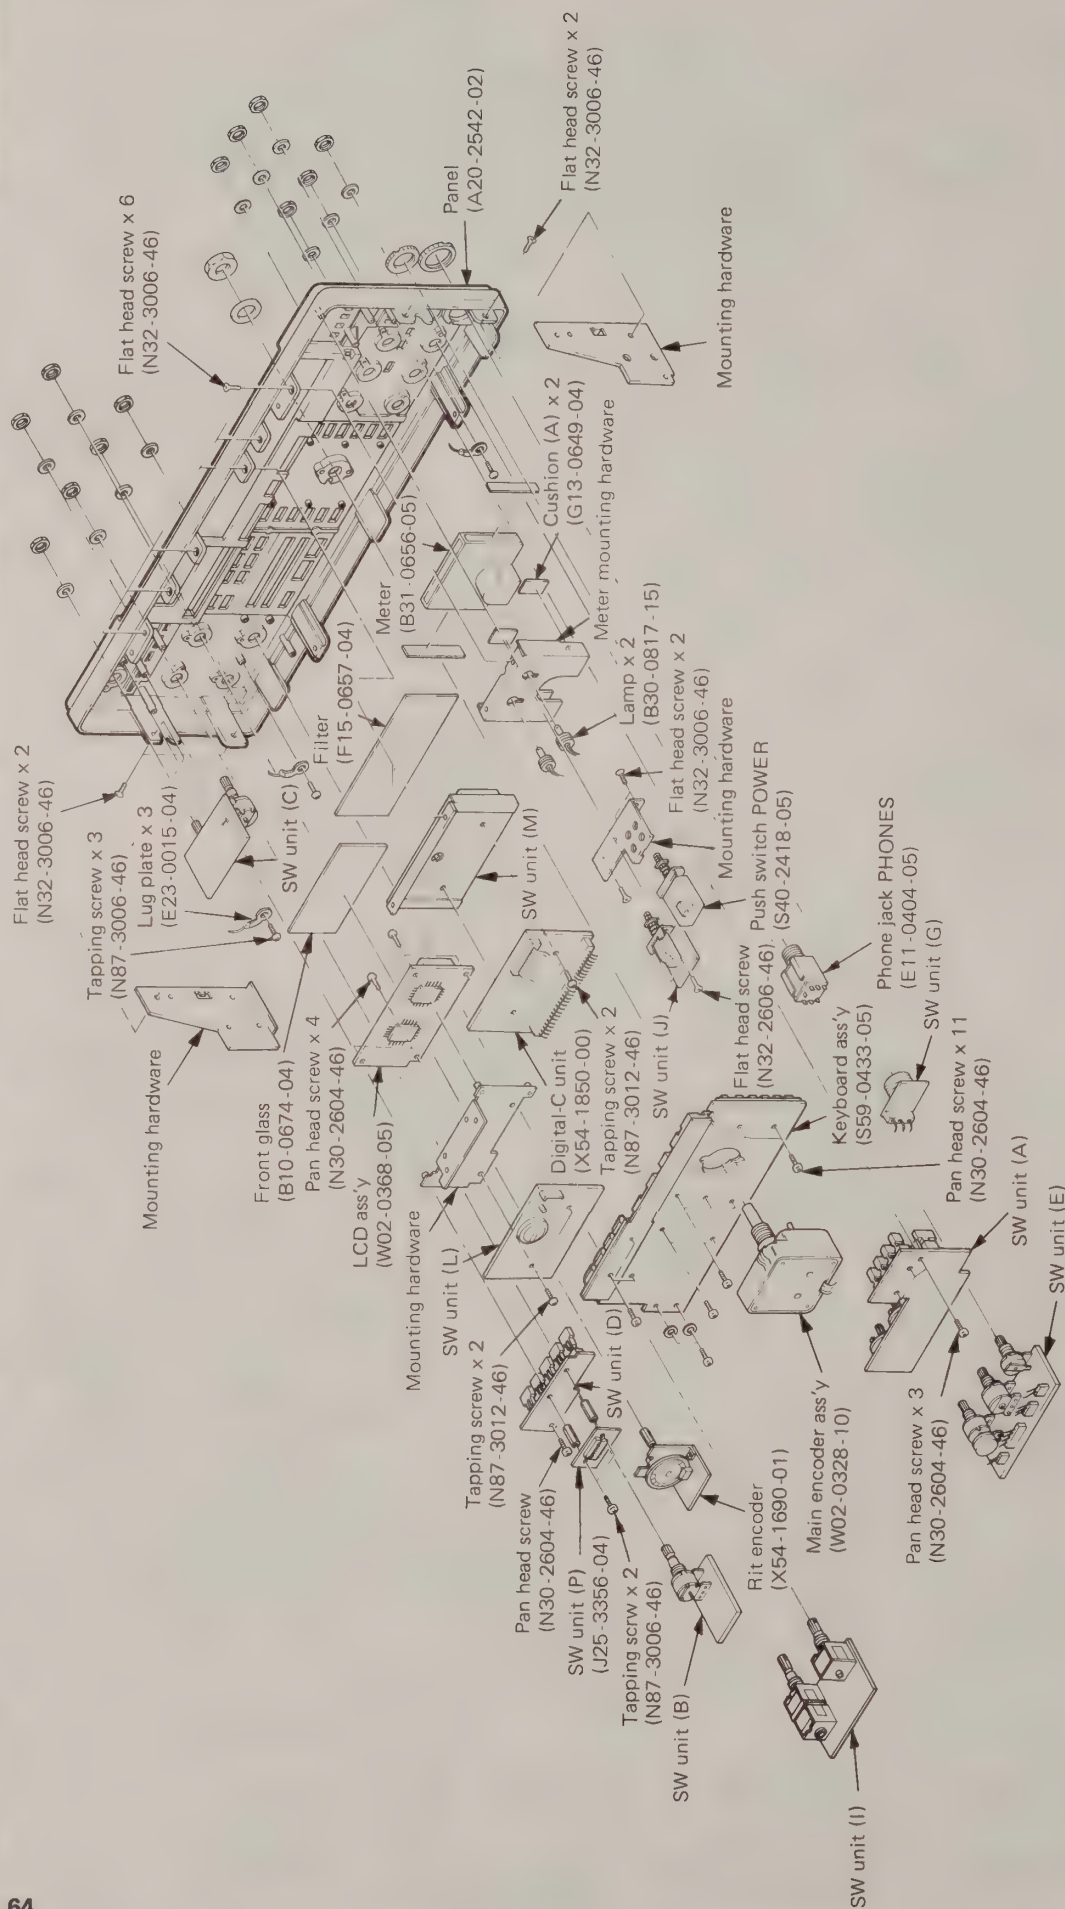 64
Flat head screw x 2
(N32-3006-46)
Tapping screw x 3
(N87-3006-46)
Lug plate x 3
(E23-0015-04)
SW unit (C)
Mounting hardware
Flat head screw x 6
(N32-3006-46)
Panel
(A20-2542-02)
Flat head screw x 2
(N32-3006-46)
Mounting hardware
Front glass
(B10-0674-04)
Pan head screw x 4
(N30-2604-46)
LCD ass'y
(W02-0368-05)
Mounting hardware
Filter
(F15-0657-04)
Meter
(B31-0656-05)
Cushion (A) x 2
(G13-0649-04)
Meter mounting hardware
Lamp x 2
(B30-0817-15)
Flat head screw x 2
(N32-3006-46)
Mounting hardware
Push switch POWER
(S40-2418-05)
Phone jack PHONES
(E11-0404-05)
SW unit (G)
SW unit (M)
Digital-C unit
(X54-1850-00)
Tapping screw x 2
(N87-3012-46)
SW unit (J)
Flat head screw
(N32-2606-46)
Keyboard ass'y
(S59-0433-05)
Pan head screw x 11
(N30-2604-46)
SW unit (A)
SW unit (E)
SW unit (L)
Tapping screw x 2
(N87-3012-46)
SW unit (D)
Pan head screw
(N30-2604-46)
SW unit (P)
(J25-3356-04)
Tapping scrw x 2
(N87-3006-46)
SW unit (B)
Rit encoder
(X54-1690-01)
Main encoder ass'y
(W02-0328-10)
Pan head screw x 3
(N30-2604-46)
SW unit (I)